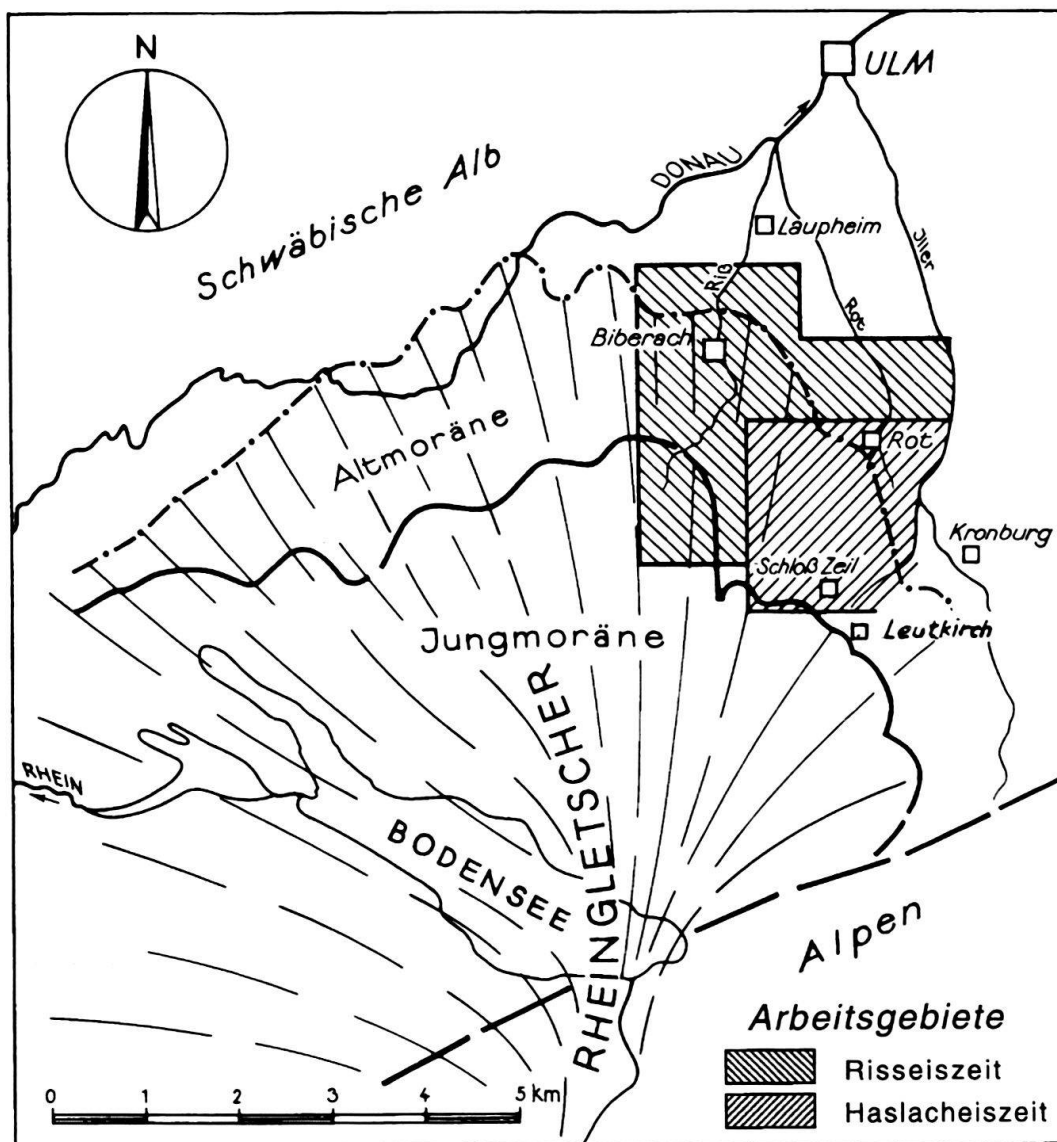 N
ULM
Schwäbische Alb
DONAU
Laupheim
Iller
Riß
Rot
Biberach
Altmoräne
Rot
Kronburg
Schloß Zeil
Leutkirch
Jungmoräne
RHEINGLETSCHER
RHEIN
BODENSEE
Alpen
Arbeitsgebiete
Risseiszeit
Haslacheiszeit
0 1 2 3 4 5 km